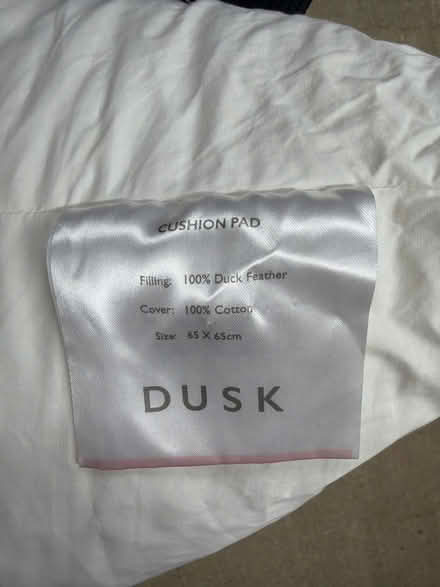 CUSHION PAD
Filling: 100% Duck Feather
Cover: 100% Cotton
Size: 65 X 65cm
DUSK